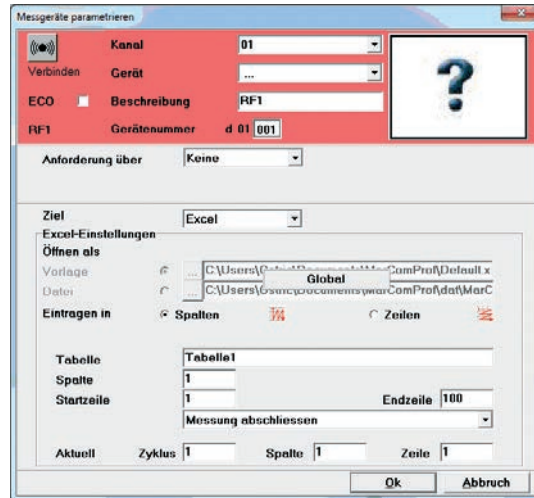 Messgeräte parametrieren
Kanal 01
Verbinden Gerät ...
ECO Beschreibung RF1
RF1 Gerätenummer d 01 001
Anforderung über Keine
Ziel Excel
Excel-Einstellungen
Öffnen als
Vorlage ... C:\Users\ MarComProf\Default.x
Global
Datei ... C:\Users\ \Documents\MarComProf\dat\MarC
Eintragen in Spalten Zeilen
Tabelle Tabelle1
Spalte 1
Startzeile 1 Endzeile 100
Messung abschliessen
Aktuell Zyklus 1 Spalte 1 Zeile 1
Ok Abbruch